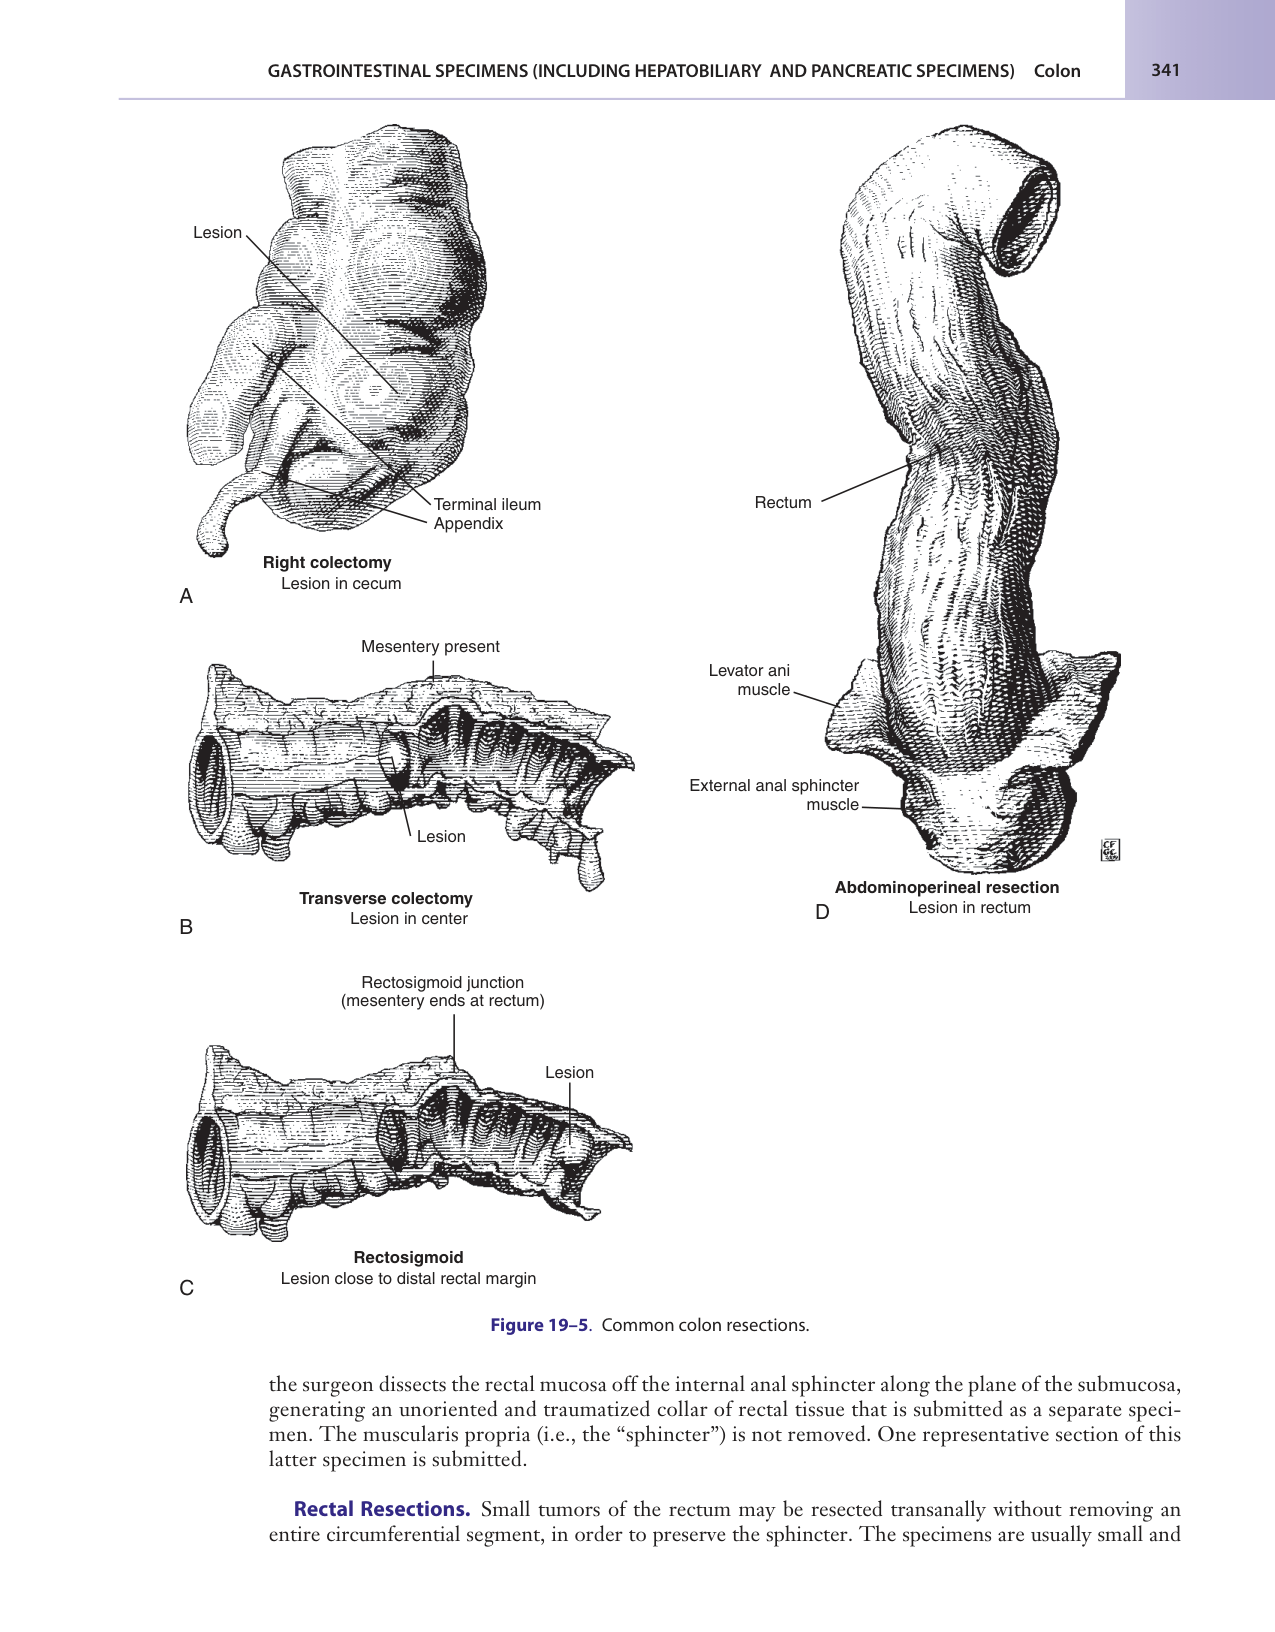 GASTROINTESTINAL SPECIMENS (INCLUDING HEPATOBILIARY AND PANCREATIC SPECIMENS) Colon 341
Lesion
Terminal ileum
Appendix
Right colectomy
Lesion in cecum
A
Mesentery present
Lesion
Transverse colectomy
Lesion in center
B
Rectosigmoid junction
(mesentery ends at rectum)
Lesion
Rectosigmoid
Lesion close to distal rectal margin
C
Rectum
Levator ani
muscle
External anal sphincter
muscle
Abdominoperineal resection
Lesion in rectum
D
CF
GC
Figure 19–5. Common colon resections.
the surgeon dissects the rectal mucosa off the internal anal sphincter along the plane of the submucosa,
generating an unoriented and traumatized collar of rectal tissue that is submitted as a separate speci-
men. The muscularis propria (i.e., the “sphincter”) is not removed. One representative section of this
latter specimen is submitted.
Rectal Resections. Small tumors of the rectum may be resected transanally without removing an
entire circumferential segment, in order to preserve the sphincter. The specimens are usually small and